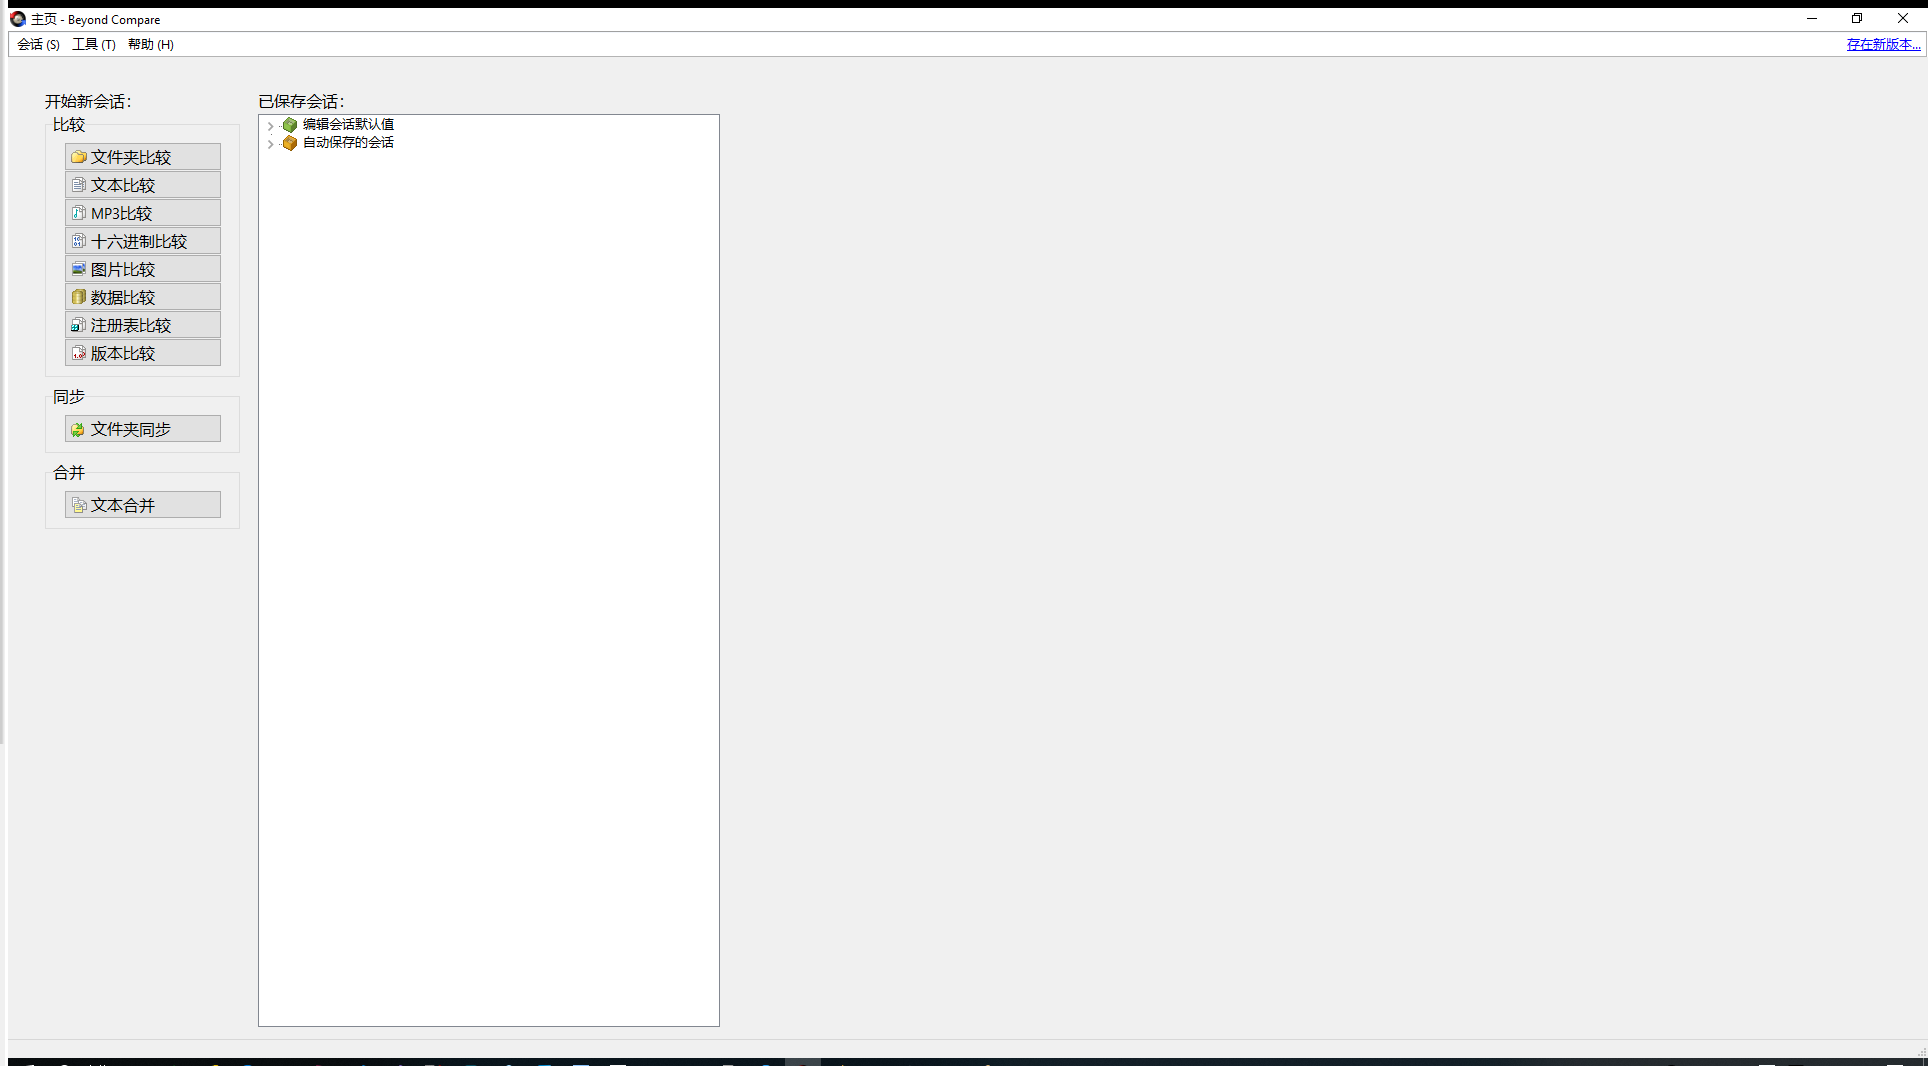 主页 - Beyond Compare
会话 (S) 工具 (T) 帮助 (H) 存在新版本...
开始新会话：
比较
文件夹比较
文本比较
MP3比较
十六进制比较
图片比较
数据比较
注册表比较
版本比较
同步
文件夹同步
合并
文本合并
已保存会话：
编辑会话默认值
自动保存的会话